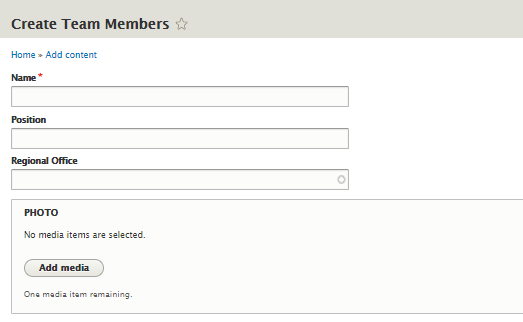 Create Team Members
Home » Add content
Name *
Position
Regional Office
PHOTO
No media items are selected.
Add media
One media item remaining.